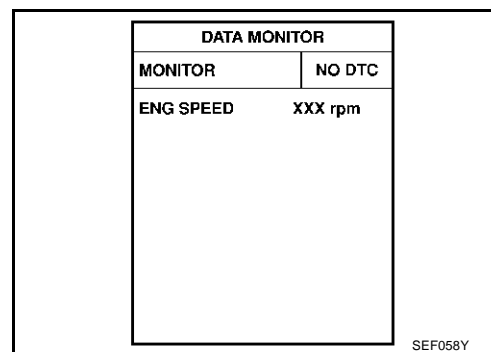 DATA MONITOR
MONITOR NO DTC
ENG SPEED XXX rpm
SEF058Y